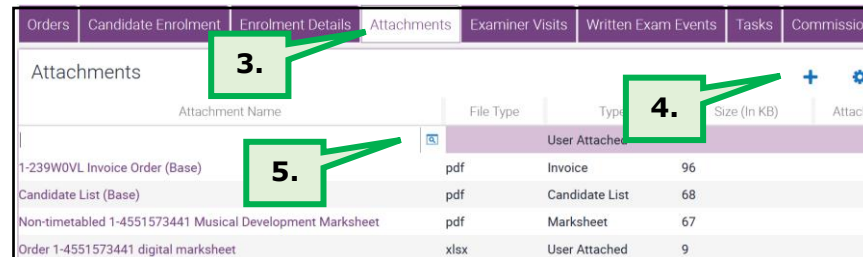 Orders Candidate Enrolment Enrolment Details Attachments Examiner Visits Written Exam Events Tasks Commissio
3.
Attachments
4.
Attachment Name File Type Type Size (In KB) Attac
User Attached
5.
1-239W0VL Invoice Order (Base) pdf Invoice 96
Candidate List (Base) pdf Candidate List 68
Non-timetabled 1-4551573441 Musical Development Marksheet pdf Marksheet 67
Order 1-4551573441 digital marksheet xlsx User Attached 9